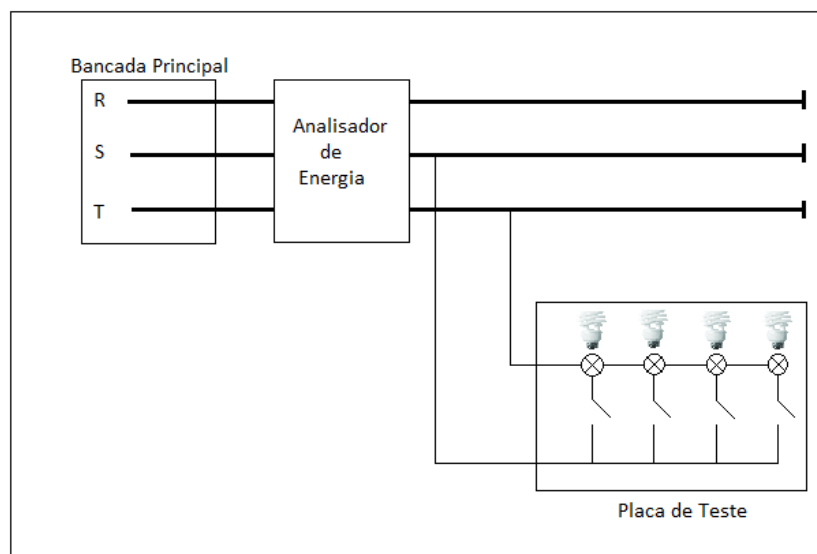 Bancada Principal
R
S
T
Analisador
de
Energia
Placa de Teste